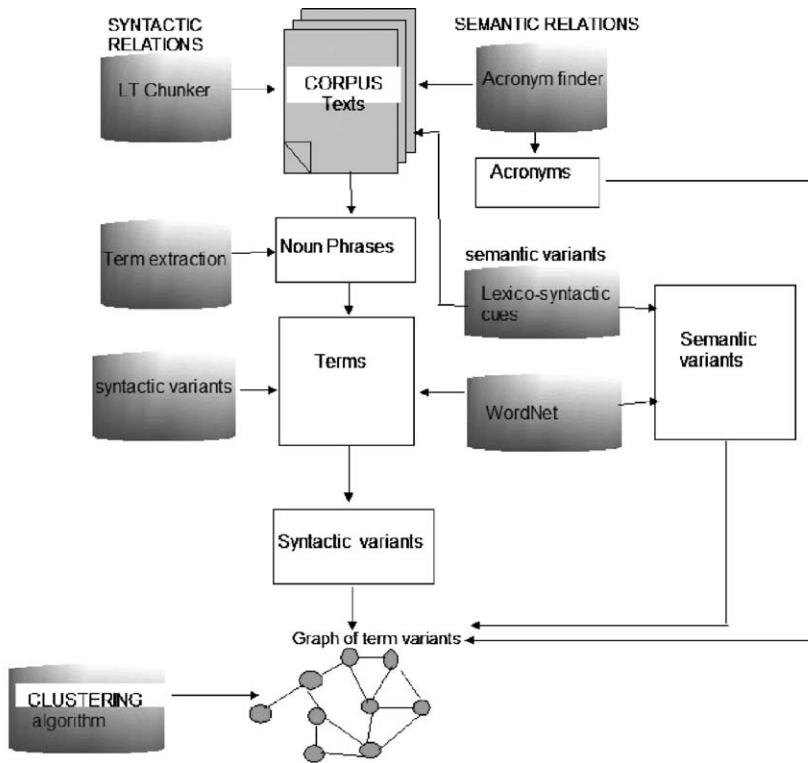 SYNTACTIC
RELATIONS
SEMANTIC RELATIONS
LT Chunker
CORPUS
Texts
Acronym finder
Acronyms
Term extraction
Noun Phrases
semantic variants
Lexico-syntactic
cues
Semantic
variants
syntactic variants
Terms
WordNet
Syntactic variants
Graph of term variants
CLUSTERING
algorithm